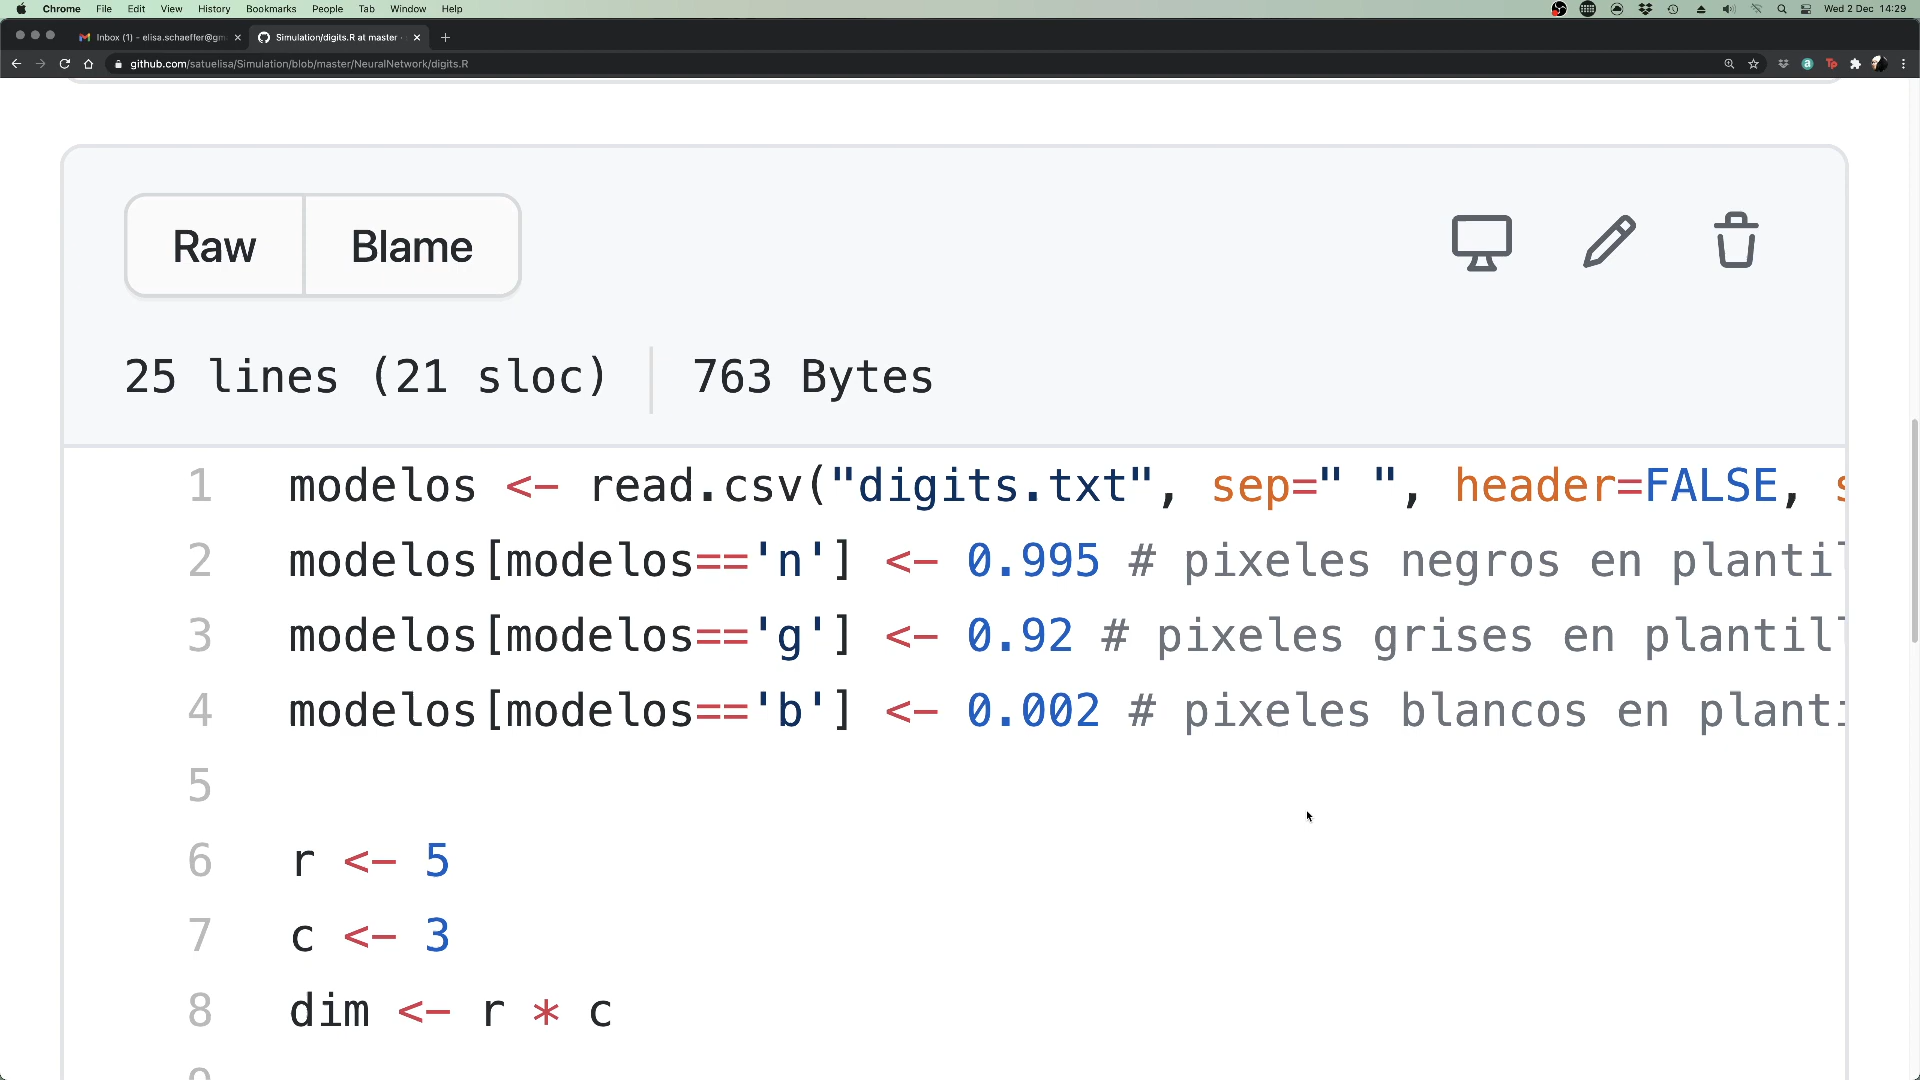 Chrome File Edit View History Bookmarks People Tab Window Help Wed 2 Dec 14:29
Inbox (1) - elisa.schaeffer@gm Simulation/digits.R at master
github.com/satuelisa/Simulation/blob/master/NeuralNetwork/digits.R
Raw Blame
25 lines (21 sloc) 763 Bytes
1 modelos <- read.csv("digits.txt", sep=" ", header=FALSE, s
2 modelos[modelos=='n'] <- 0.995 # pixeles negros en plantil
3 modelos[modelos=='g'] <- 0.92 # pixeles grises en plantill
4 modelos[modelos=='b'] <- 0.002 # pixeles blancos en planti
5
6 r <- 5
7 c <- 3
8 dim <- r * c